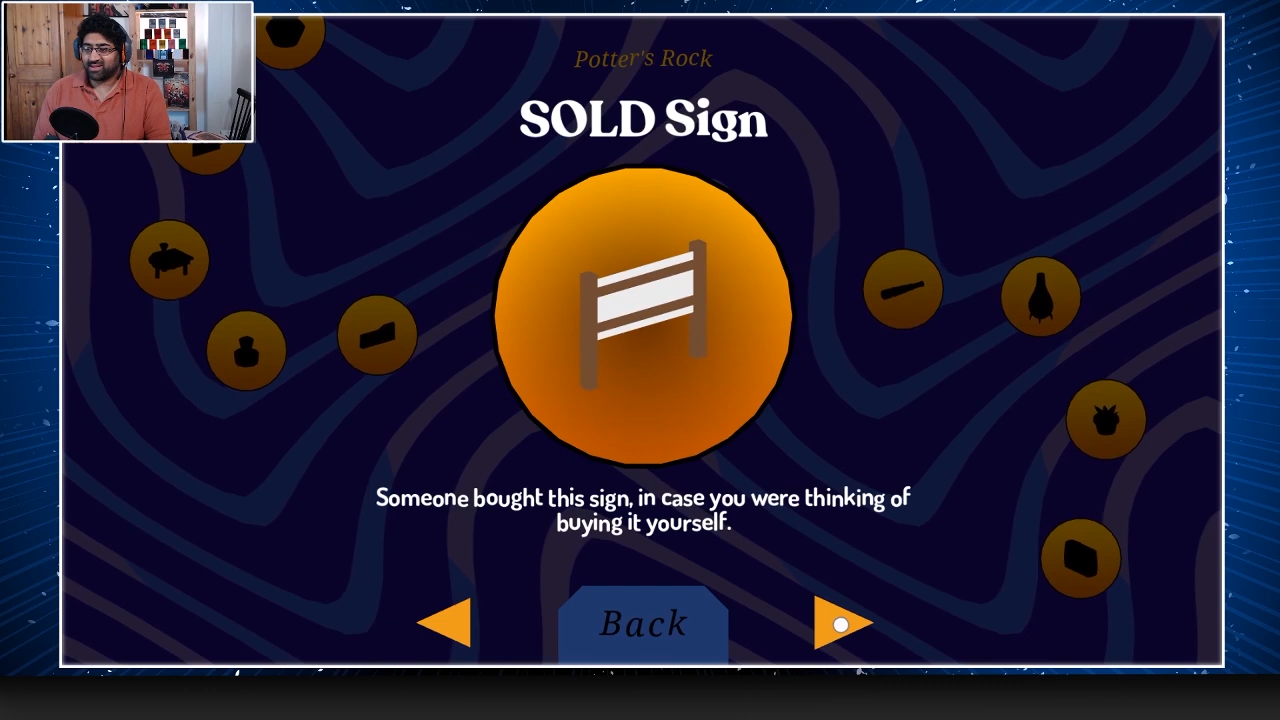 Potter's Rock
SOLD Sign
Someone bought this sign, in case you were thinking of
buying it yourself.
Back